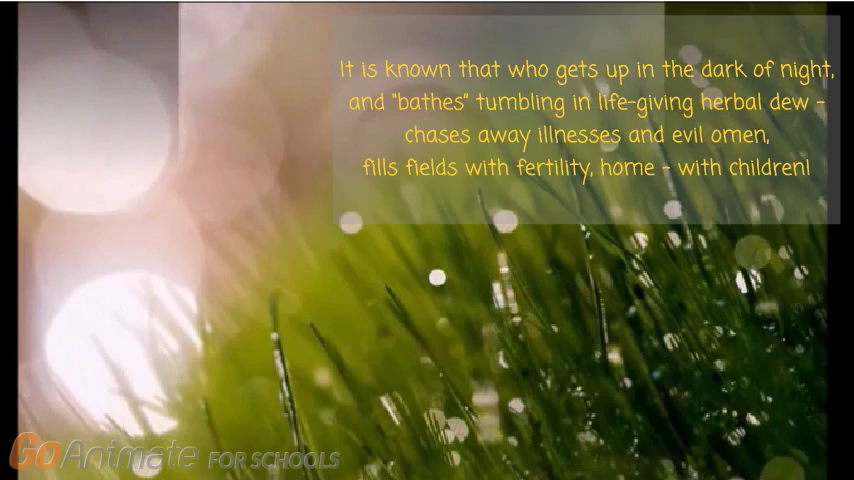 It is known that who gets up in the dark of night,
and "bathes" tumbling in life-giving herbal dew -
chases away illnesses and evil omen,
fills fields with fertility, home - with children!
GoAnimate FOR SCHOOLS